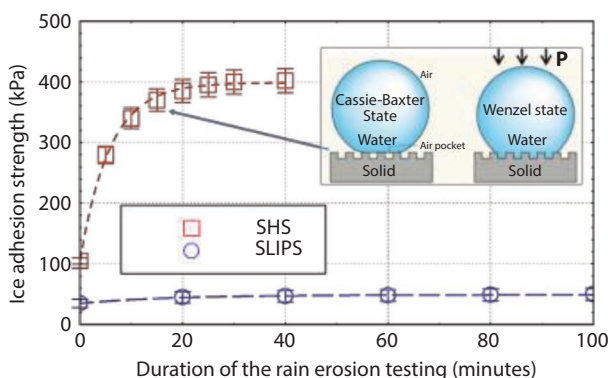 Ice adhesion strength (kPa)
500
400
300
200
100
0
0
20
40
60
80
100
Duration of the rain erosion testing (minutes)
SHS
SLIPS
Cassie-Baxter
State
Water
Air
Air pocket
Solid
P
Wenzel state
Water
Solid